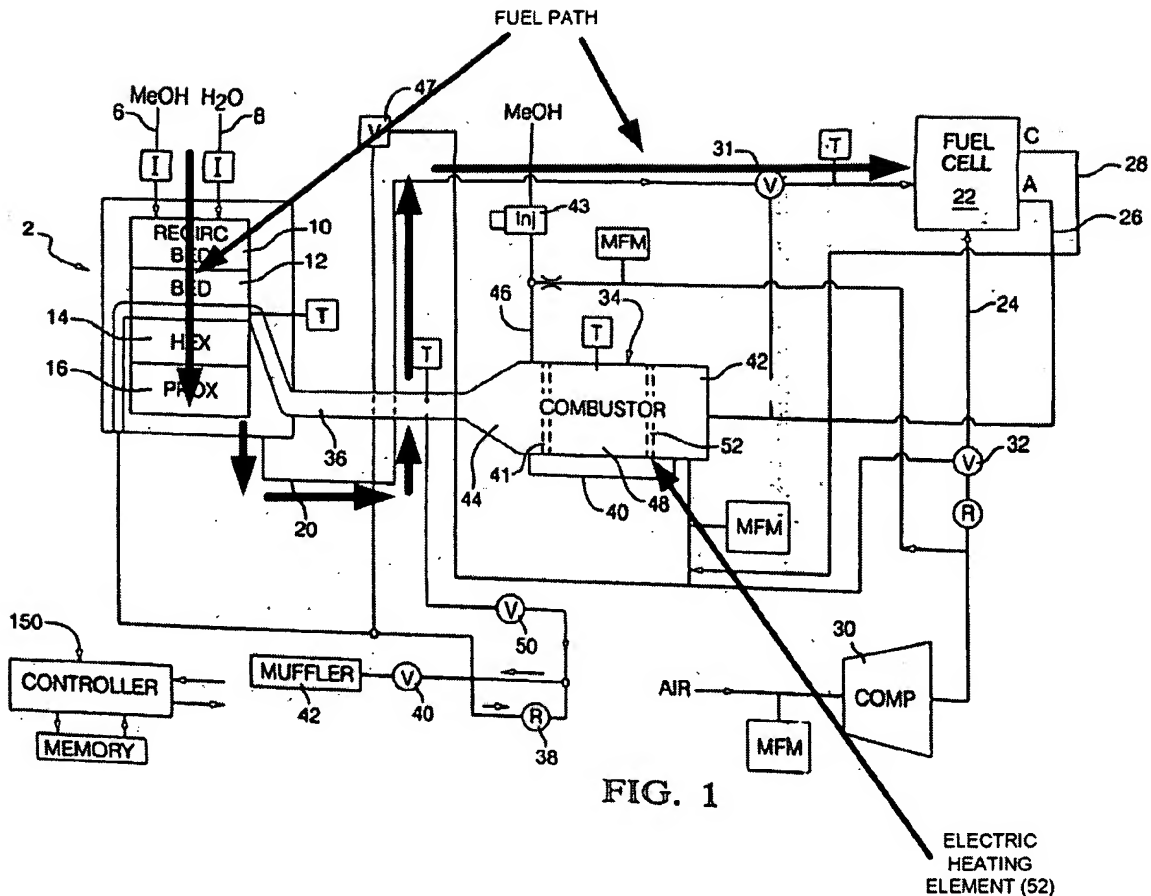 FUEL PATH
47
MeOH H2O
6
8
V
MeOH
I
I
31
T
FUEL
CELL
22
C
A
28
26
V
Inj
43
2
RECIRC
BED
10
BED
12
MFM
34
24
T
46
14
HEX
T
T
42
16
PROX
COMBUSTOR
36
41
52
44
48
40
V
32
R
MFM
20
V
50
150
CONTROLLER
MUFFLER
V
42
40
R
38
MEMORY
30
AIR
COMP
MFM
FIG. 1
ELECTRIC
HEATING
ELEMENT (52)